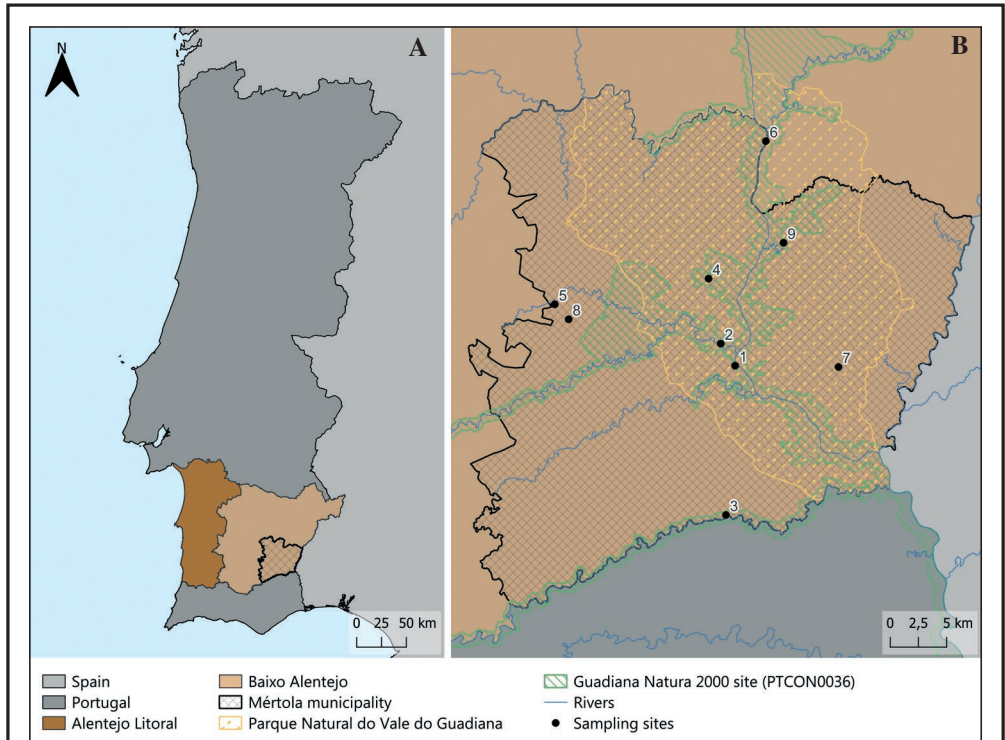 N
A
B
6
9
4
5
8
2
1
7
3
0 25 50 km
0 2,5 5 km
Spain
Portugal
Alentejo Litoral
Baixo Alentejo
Mértola municipality
Parque Natural do Vale do Guadiana
Guadiana Natura 2000 site (PTCON0036)
Rivers
Sampling sites